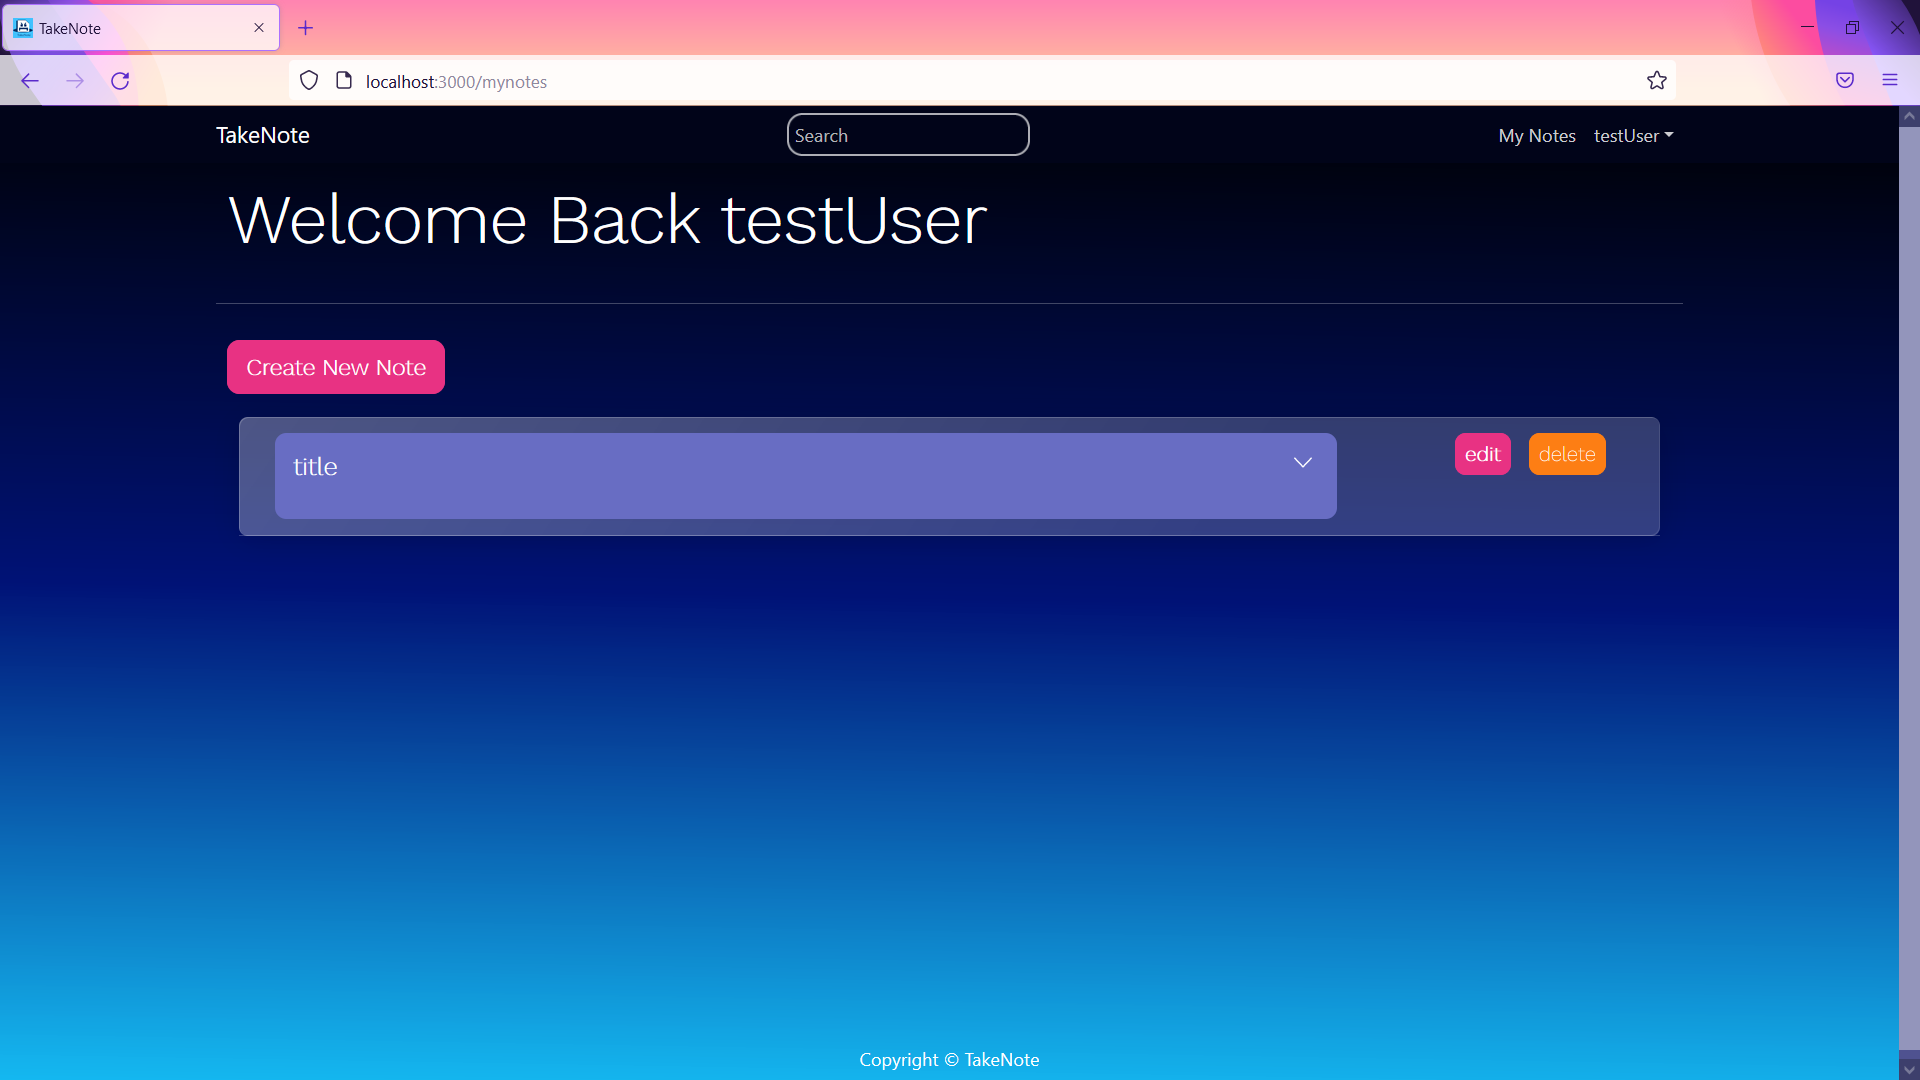 TakeNote
localhost:3000/mynotes
TakeNote
Search
My Notes
testUser
Welcome Back testUser
Create New Note
title
edit
delete
Copyright © TakeNote